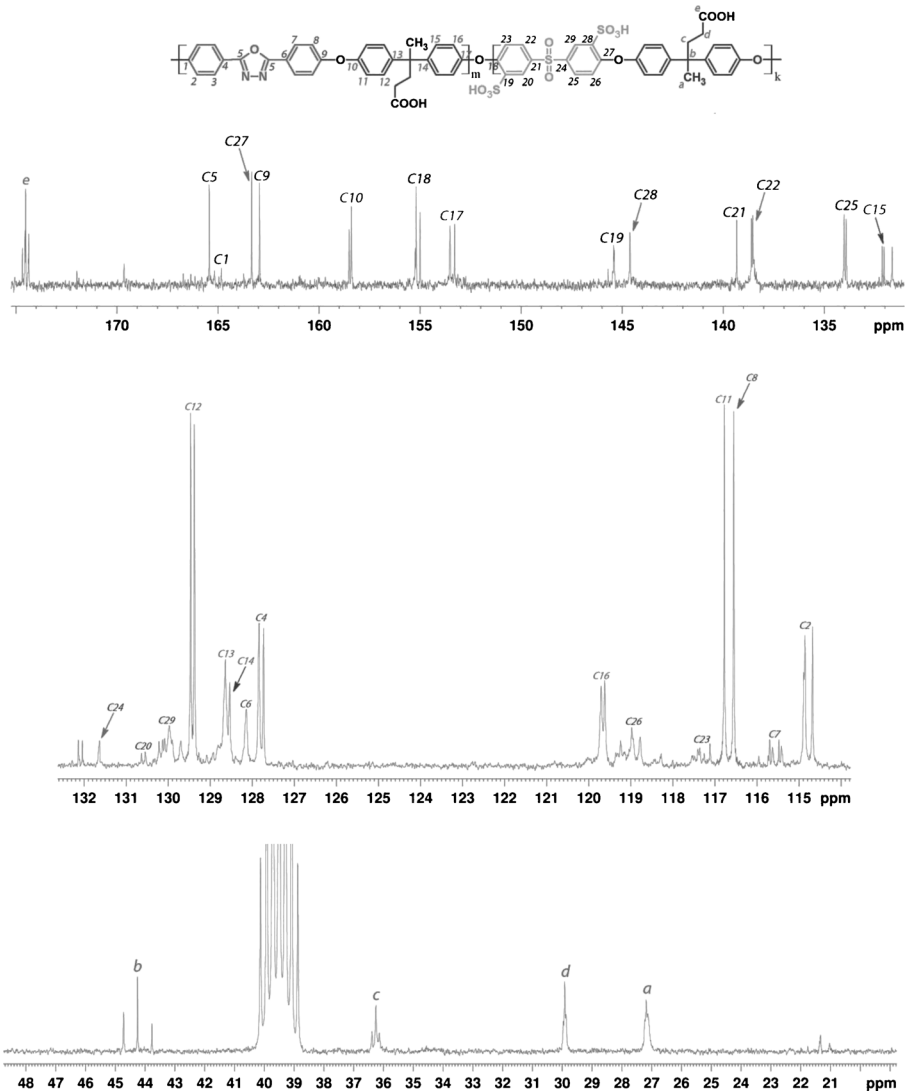 e
COOH
7 8 O CH3 15 16 SO3H
23 22 O 29 28 c d
5 O 5 6 9 O 10 13 14 17 O 18 21 S 24 27 O b O
1 4 N-N m O k
2 3 11 12 19 20 25 26 a CH3
HO3S
COOH
e C5 C27 C9 C1 C10 C18 C17 C19 C28 C21 C22 C25 C15
170 165 160 155 150 145 140 135 ppm
C24 C20 C29 C12 C13 C14 C6 C4 C16 C26 C23 C11 C8 C7 C2
132 131 130 129 128 127 126 125 124 123 122 121 120 119 118 117 116 115 ppm
b c d a
48 47 46 45 44 43 42 41 40 39 38 37 36 35 34 33 32 31 30 29 28 27 26 25 24 23 22 21 ppm